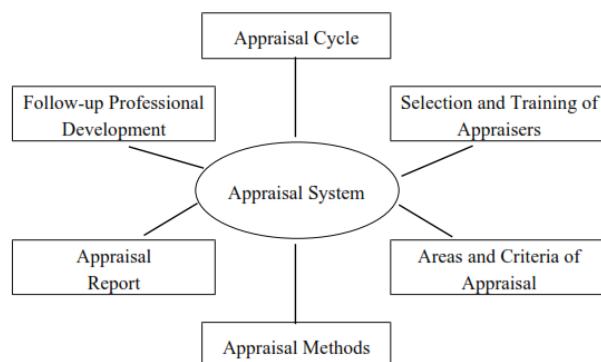 Appraisal Cycle
Follow-up Professional
Development
Selection and Training of
Appraisers
Appraisal System
Appraisal
Report
Areas and Criteria of
Appraisal
Appraisal Methods